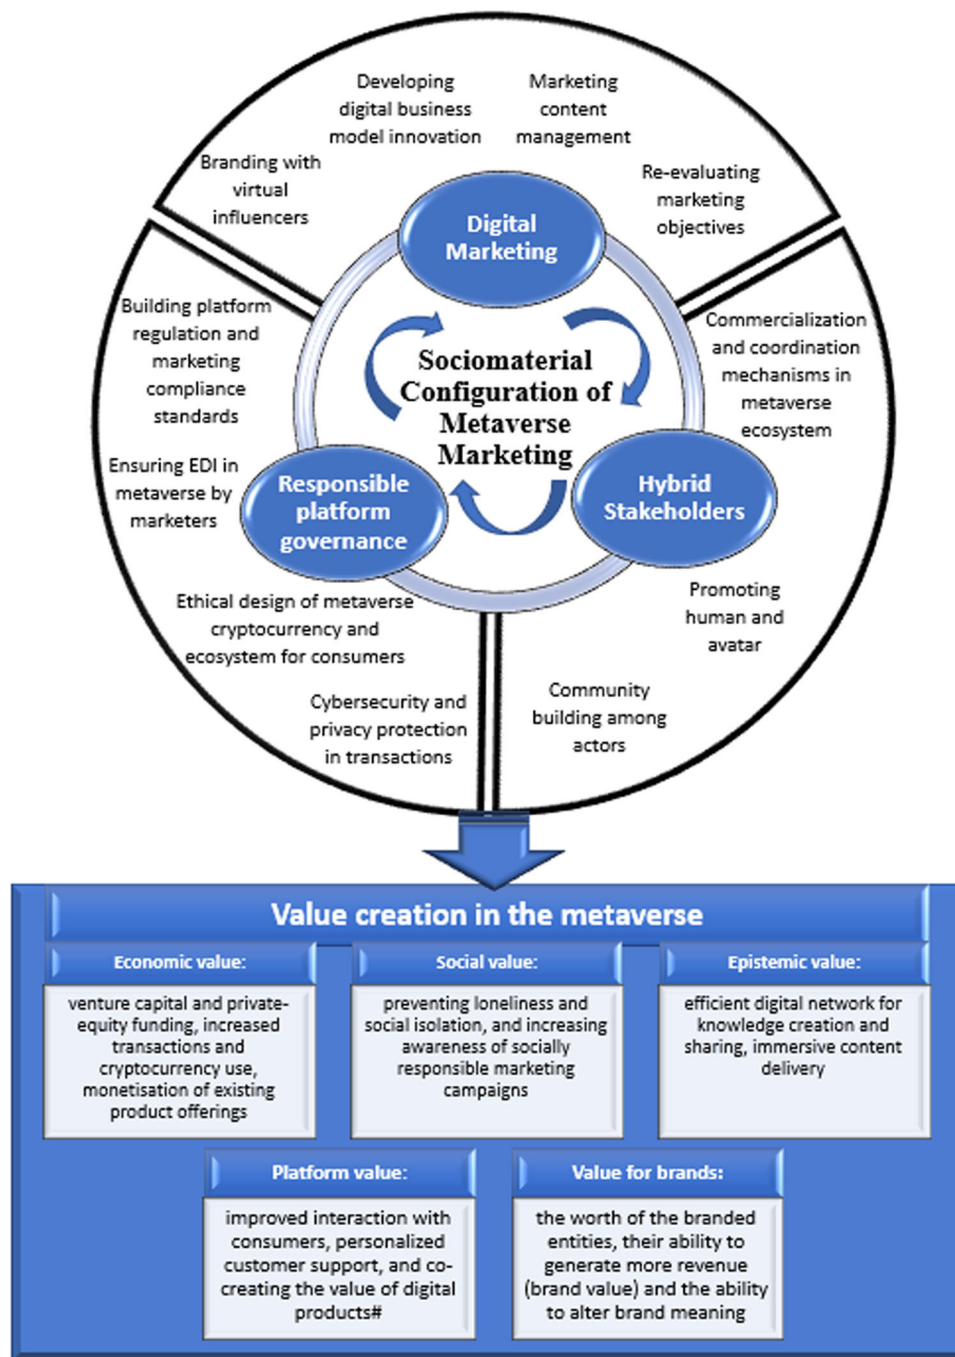 Developing
digital business
model innovation
Marketing
content
management
Branding with
virtual
influencers
Re-evaluating
marketing
objectives
Digital
Marketing
Building platform
regulation and
marketing
compliance
standards
Commercialization
and coordination
mechanisms in
metaverse
ecosystem
Sociomaterial
Configuration of
Metaverse
Marketing
Ensuring EDI in
metaverse by
marketers
Responsible
platform
governance
Hybrid
Stakeholders
Ethical design of metaverse
cryptocurrency and
ecosystem for consumers
Promoting
human and
avatar
Cybersecurity and
privacy protection
in transactions
Community
building among
actors
Value creation in the metaverse
Economic value:
venture capital and private-
equity funding, increased
transactions and
cryptocurrency use,
monetisation of existing
product offerings
Social value:
preventing loneliness and
social isolation, and increasing
awareness of socially
responsible marketing
campaigns
Epistemic value:
efficient digital network for
knowledge creation and
sharing, immersive content
delivery
Platform value:
improved interaction with
consumers, personalized
customer support, and co-
creating the value of digital
products#
Value for brands:
the worth of the branded
entities, their ability to
generate more revenue
(brand value) and the ability
to alter brand meaning